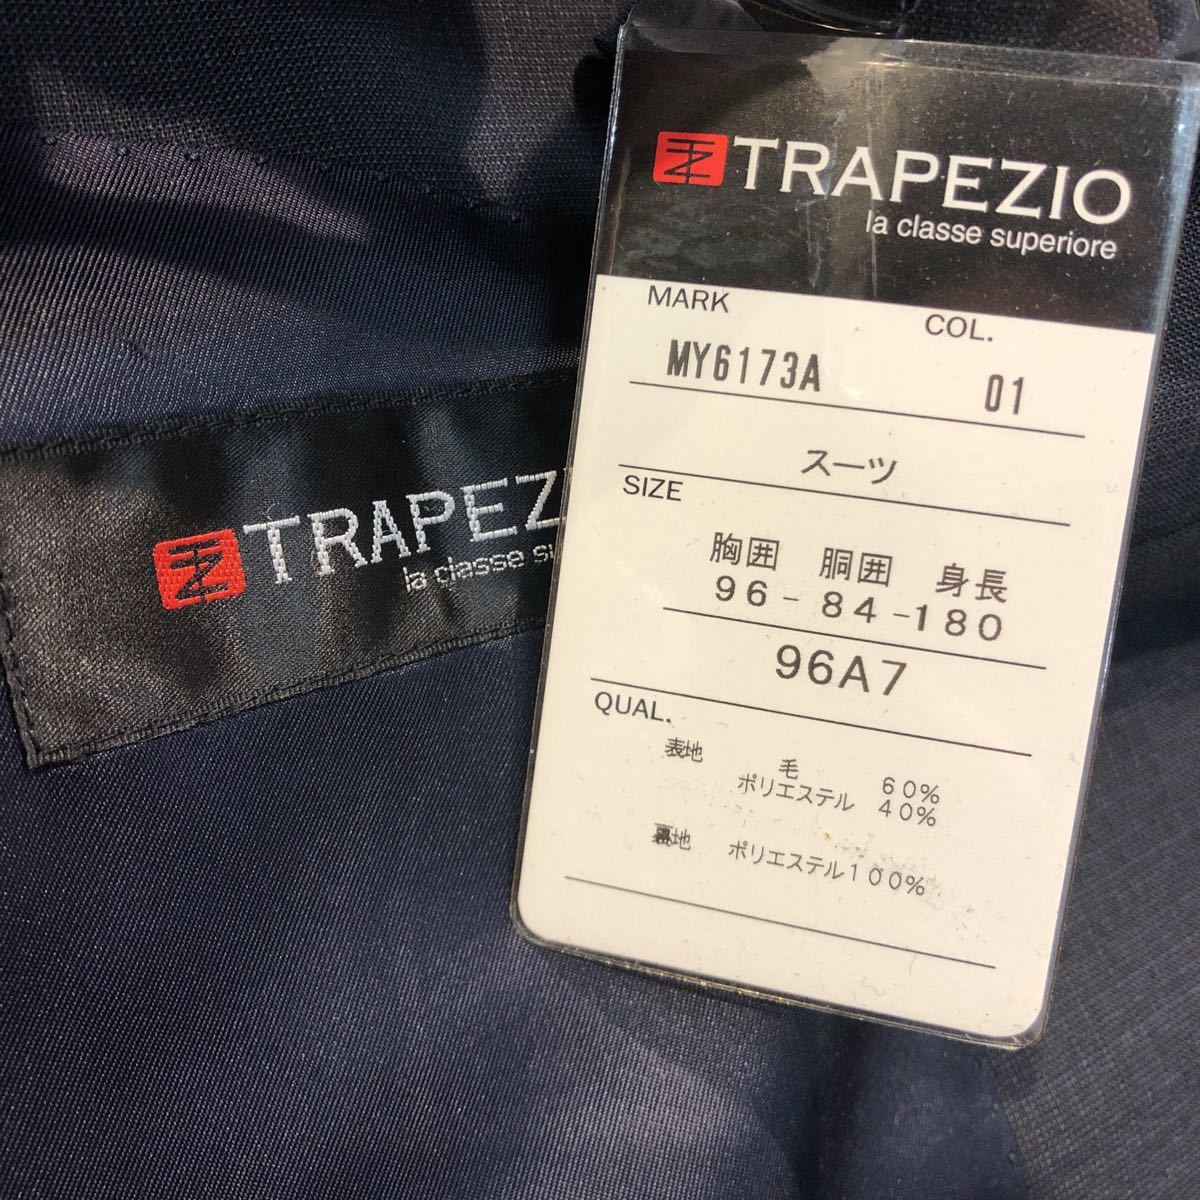 TRAPEZIO
la classe superiore
MARK
COL.
MY6173A
01
スーツ
SIZE
胸囲 胴囲 身長
96-84-180
96A7
QUAL.
表地 毛 60%
ポリエステル 40%
裏地 ポリエステル100%
TRAPEZ
la classe su